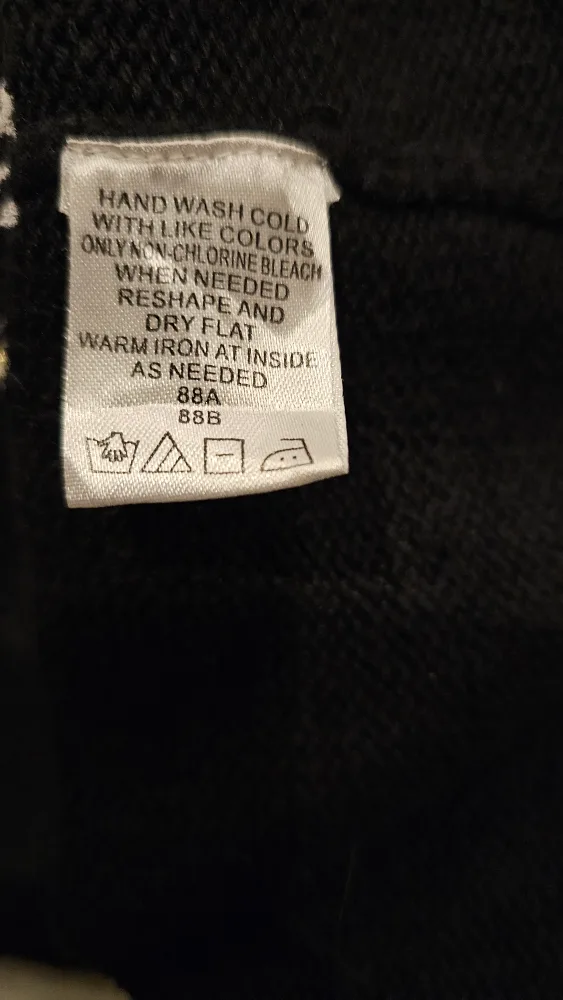 HAND WASH COLD
WITH LIKE COLORS
ONLY NON-CHLORINE BLEACH
WHEN NEEDED
RESHAPE AND
DRY FLAT
WARM IRON AT INSIDE
AS NEEDED
88A
88B